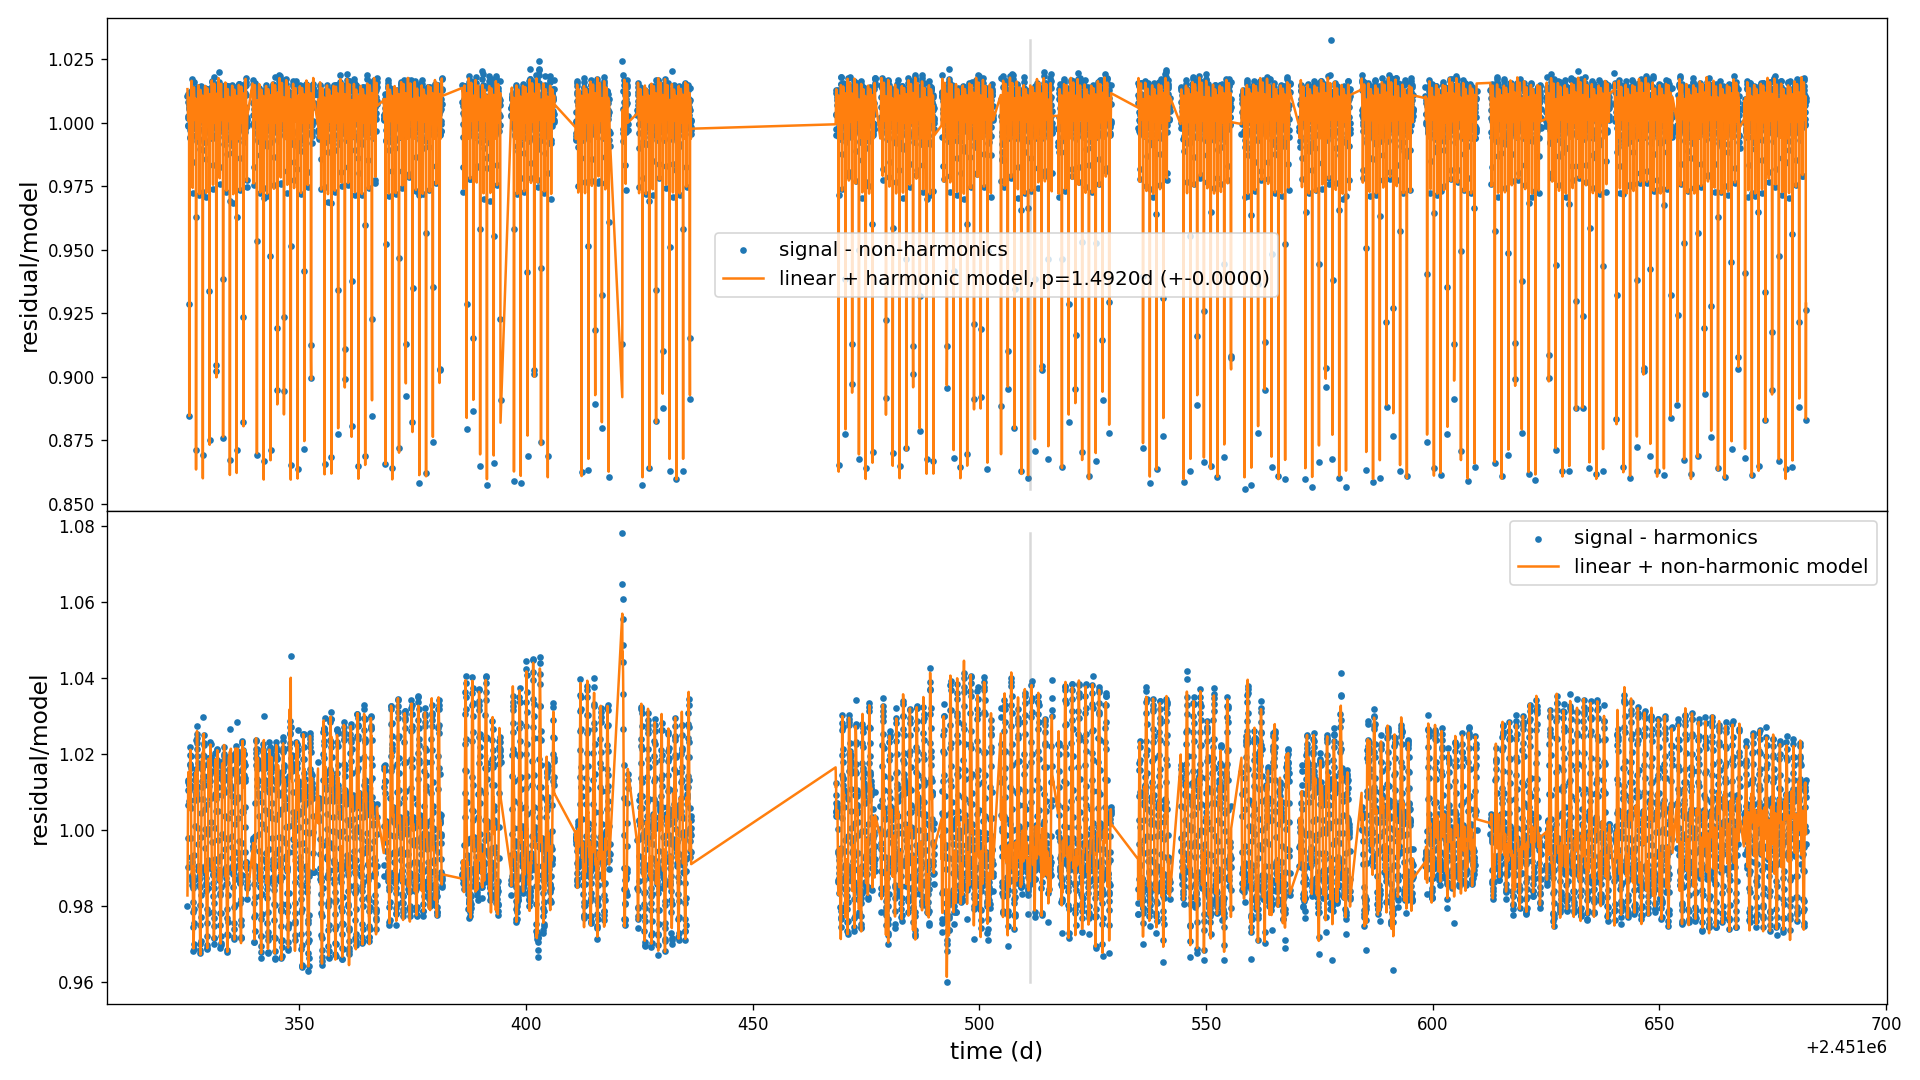 1.025
1.000
0.975
0.950
0.925
0.900
0.875
0.850
residual/model
signal - non-harmonics
linear + harmonic model, p=1.4920d (+-0.0000)
1.08
1.06
1.04
1.02
1.00
0.98
0.96
residual/model
signal - harmonics
linear + non-harmonic model
350
400
450
500
550
600
650
700
time (d)
+2.451e6